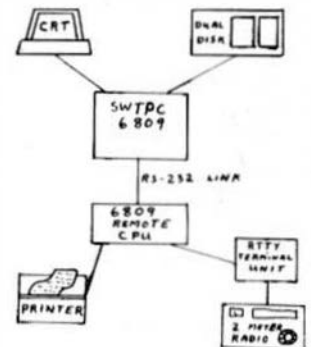 CRT
DUAL
DISK
SWTPC
6809
RS-232 LINK
6809
REMOTE
CPU
RTTY
TERMINAL
UNIT
PRINTER
2 METER
RADIO